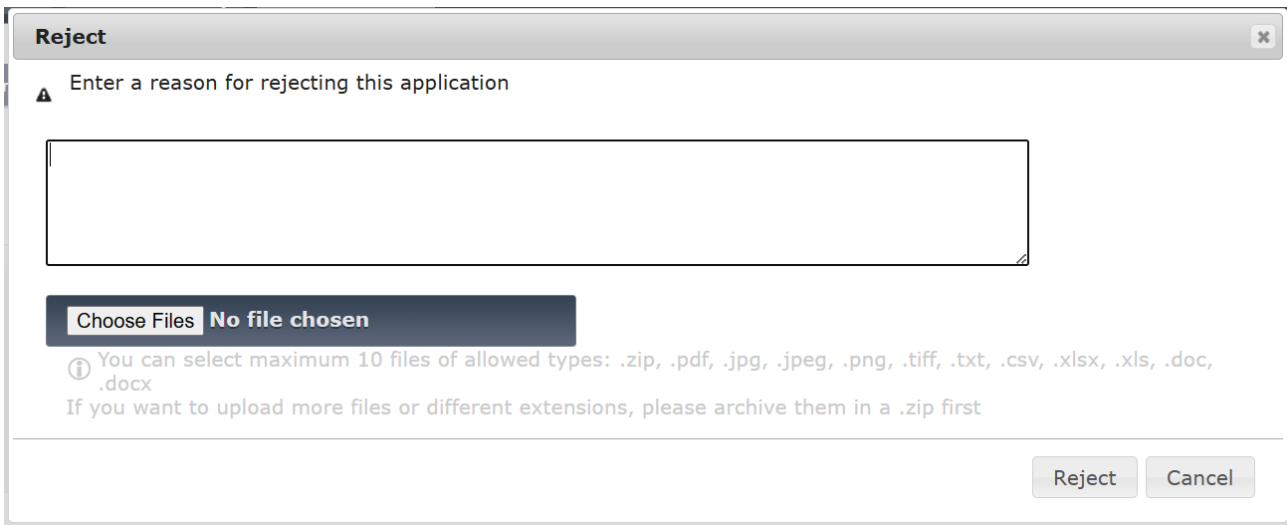 Reject
Enter a reason for rejecting this application
Choose Files No file chosen
You can select maximum 10 files of allowed types: .zip, .pdf, .jpg, .jpeg, .png, .tiff, .txt, .csv, .xlsx, .xls, .doc,
.docx
If you want to upload more files or different extensions, please archive them in a .zip first
Reject Cancel